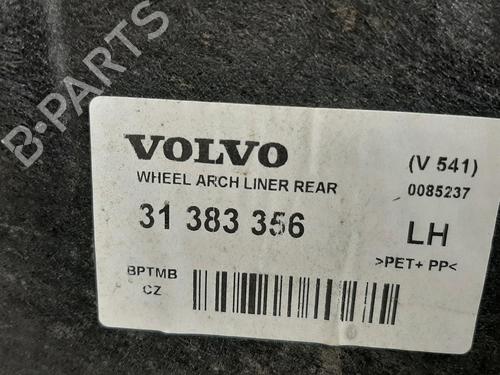 B-PARTS
VOLVO
(V 541)
WHEEL ARCH LINER REAR
0085237
31 383 356
LH
>PET+ PP<
BPTMB
CZ